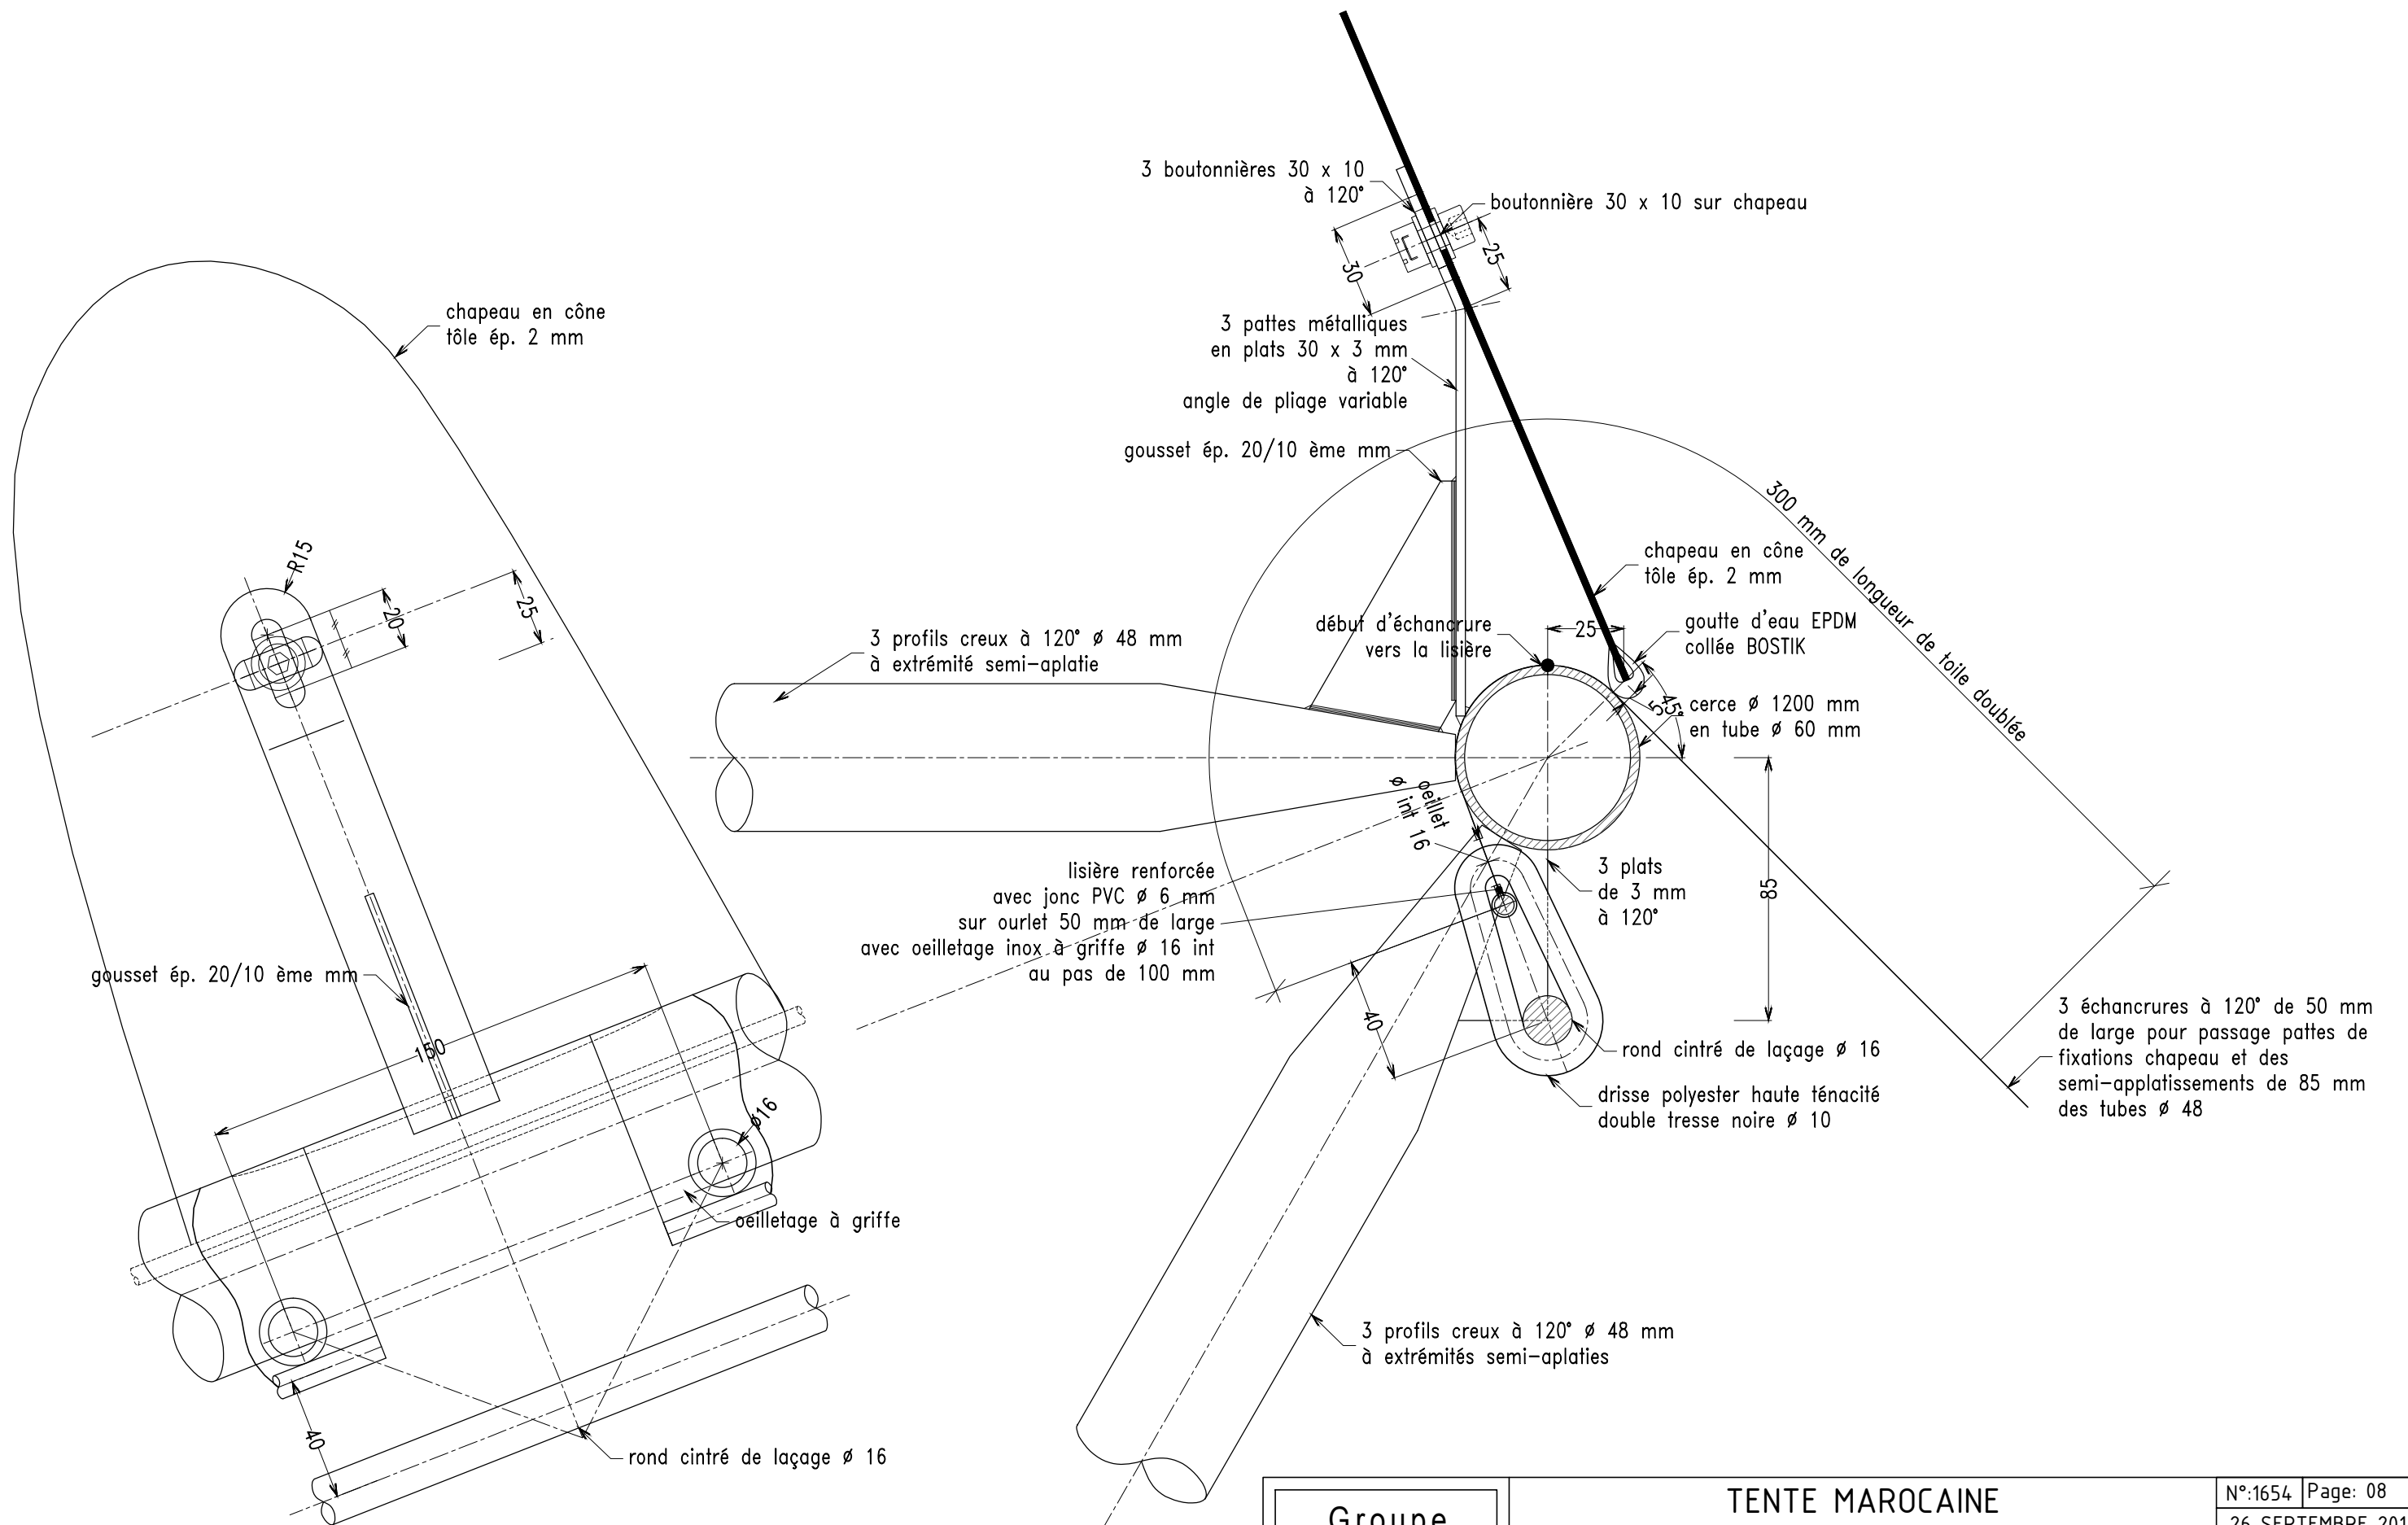 3 boutonnières 30 x 10
à 120°
boutonnière 30 x 10 sur chapeau
30
25
chapeau en cône
tôle ép. 2 mm
3 pattes métalliques
en plats 30 x 3 mm
à 120°
angle de pliage variable
gousset ép. 20/10 ème mm
300 mm de longueur de toile doublée
R15
20
25
chapeau en cône
tôle ép. 2 mm
début d'échancrure
vers la lisière
25
goutte d'eau EPDM
collée BOSTIK
3 profils creux à 120° ø 48 mm
à extrémité semi-aplatie
5
45°
cerce ø 1200 mm
en tube ø 60 mm
oeillet
ø int 16
lisière renforcée
avec jonc PVC ø 6 mm
sur ourlet 50 mm de large
avec oeilletage inox à griffe ø 16 int
au pas de 100 mm
3 plats
de 3 mm
à 120°
85
gousset ép. 20/10 ème mm
150
40
3 échancrures à 120° de 50 mm
de large pour passage pattes de
fixations chapeau et des
semi-applatissements de 85 mm
des tubes ø 48
rond cintré de laçage ø 16
drisse polyester haute ténacité
double tresse noire ø 10
ø16
oeilletage à griffe
3 profils creux à 120° ø 48 mm
à extrémités semi-aplaties
40
rond cintré de laçage ø 16
Groupe
TENTE MAROCAINE
N°:1654
Page: 08
26 SEPTEMBRE 201